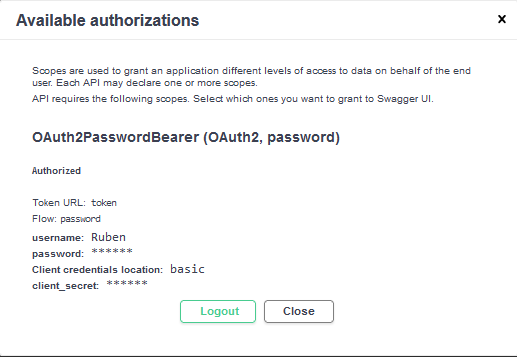 Available authorizations
×
Scopes are used to grant an application different levels of access to data on behalf of the end
user. Each API may declare one or more scopes.
API requires the following scopes. Select which ones you want to grant to Swagger UI.
OAuth2PasswordBearer (OAuth2, password)
Authorized
Token URL: token
Flow: password
username: Ruben
password: ******
Client credentials location: basic
client_secret: ******
Logout Close